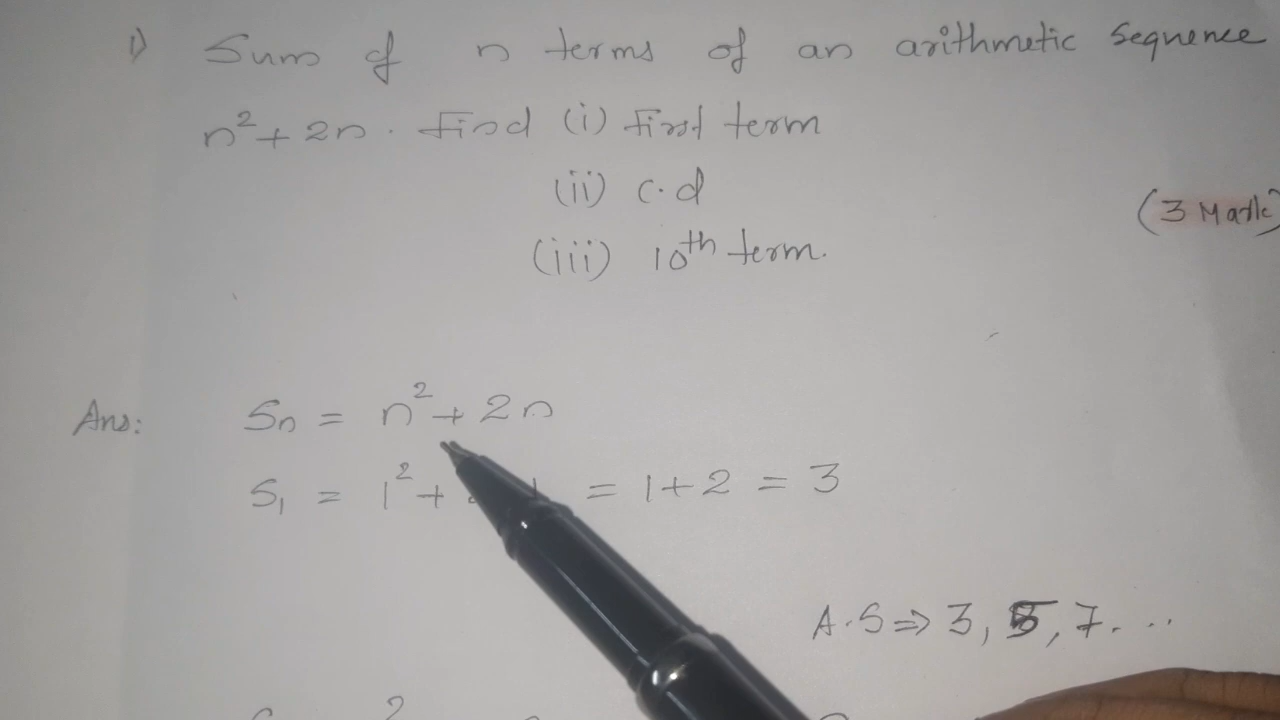 1) Sum of n terms of an arithmetic Sequence
n²+2n. Find (i) First term
(ii) c.d
(3 Mark)
(iii) 10th term.
Ans: Sn = n²+2n
S₁ = 1²+ = 1+2 = 3
A.S⇒ 3, 5, 7. ...
2